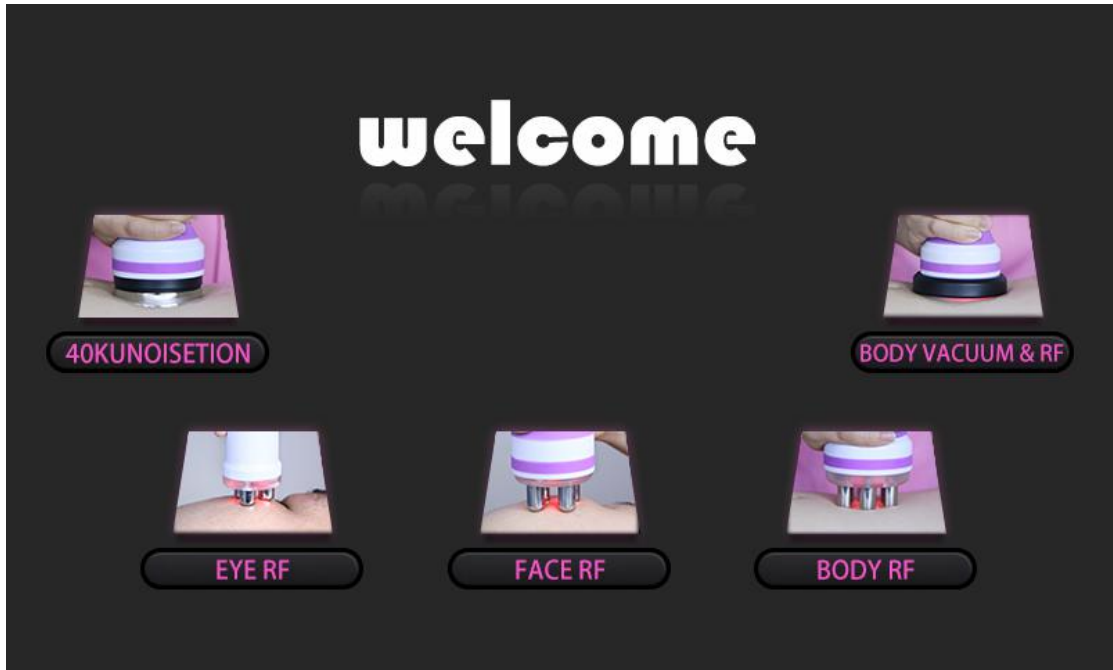 welcome
40KUNOISETION
BODY VACUUM & RF
EYE RF
FACE RF
BODY RF